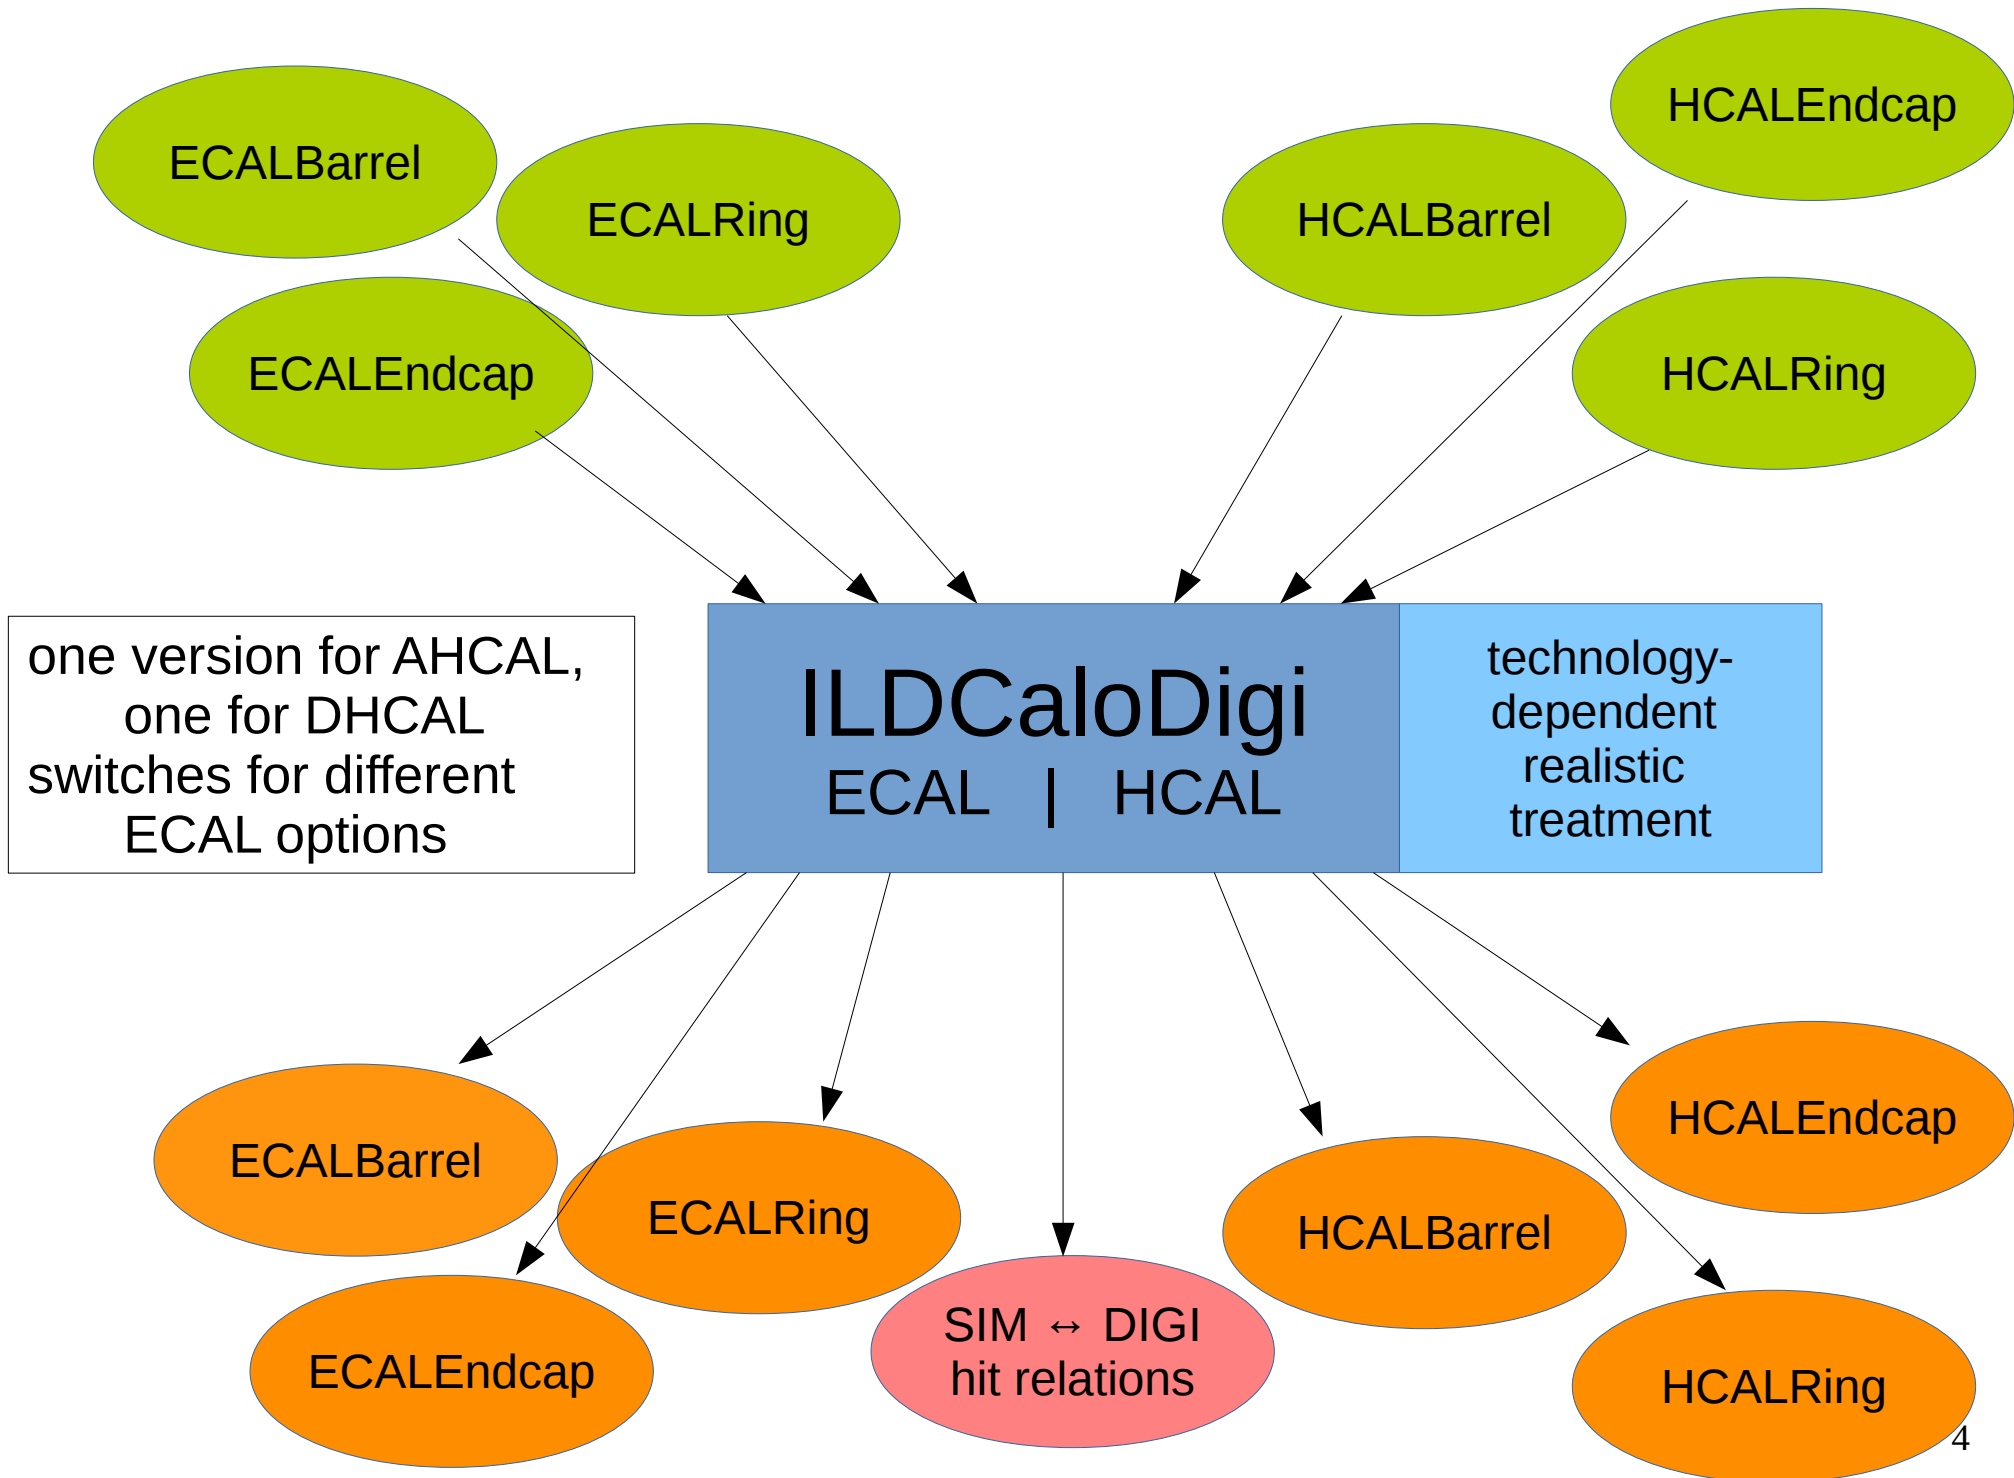 HCALEndcap
ECALBarrel
ECALRing
HCALBarrel
ECALEndcap
HCALRing
one version for AHCAL,
one for DHCAL
switches for different
ECAL options
ILDCaloDigi
ECAL | HCAL
technology-
dependent
realistic
treatment
HCALEndcap
ECALBarrel
ECALRing
HCALBarrel
SIM ↔ DIGI
hit relations
ECALEndcap
HCALRing
4